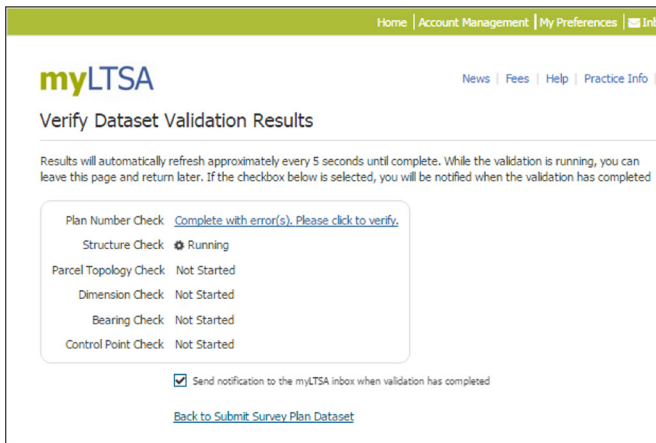 Home | Account Management | My Preferences | Inb
myLTSA
News | Fees | Help | Practice Info |
Verify Dataset Validation Results
Results will automatically refresh approximately every 5 seconds until complete. While the validation is running, you can
leave this page and return later. If the checkbox below is selected, you will be notified when the validation has completed
Plan Number Check Complete with error(s). Please click to verify.
Structure Check Running
Parcel Topology Check Not Started
Dimension Check Not Started
Bearing Check Not Started
Control Point Check Not Started
Send notification to the myLTSA inbox when validation has completed
Back to Submit Survey Plan Dataset